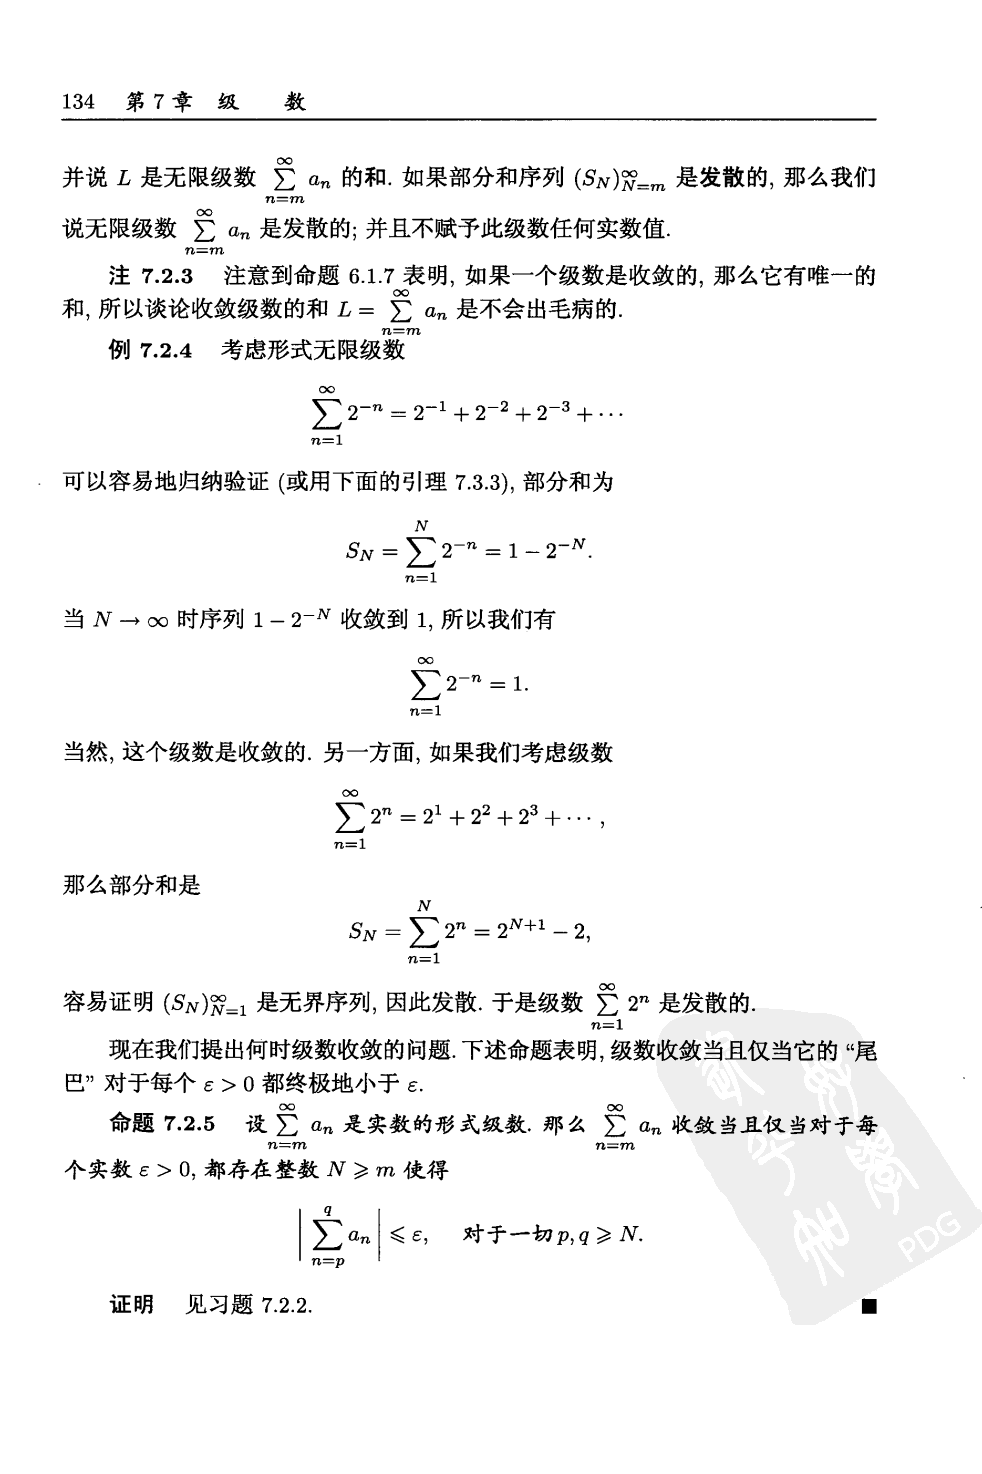 134 第 7 章 级 数
并说 L 是无限级数 $\sum_{n=m}^{\infty} a_n$ 的和. 如果部分和序列 $(S_N)_{N=m}^{\infty}$ 是发散的, 那么我们
说无限级数 $\sum_{n=m}^{\infty} a_n$ 是发散的; 并且不赋予此级数任何实数值.
注 7.2.3 注意到命题 6.1.7 表明, 如果一个级数是收敛的, 那么它有唯一的
和, 所以谈论收敛级数的和 $L = \sum_{n=m}^{\infty} a_n$ 是不会出毛病的.
例 7.2.4 考虑形式无限级数
$\sum_{n=1}^{\infty} 2^{-n} = 2^{-1} + 2^{-2} + 2^{-3} + \cdots$
可以容易地归纳验证 (或用下面的引理 7.3.3), 部分和为
$S_N = \sum_{n=1}^{N} 2^{-n} = 1 - 2^{-N}.$
当 $N \to \infty$ 时序列 $1 - 2^{-N}$ 收敛到 1, 所以我们有
$\sum_{n=1}^{\infty} 2^{-n} = 1.$
当然, 这个级数是收敛的. 另一方面, 如果我们考虑级数
$\sum_{n=1}^{\infty} 2^n = 2^1 + 2^2 + 2^3 + \cdots,$
那么部分和是
$S_N = \sum_{n=1}^{N} 2^n = 2^{N+1} - 2,$
容易证明 $(S_N)_{N=1}^{\infty}$ 是无界序列, 因此发散. 于是级数 $\sum_{n=1}^{\infty} 2^n$ 是发散的.
现在我们提出何时级数收敛的问题. 下述命题表明, 级数收敛当且仅当它的 “尾
巴” 对于每个 $\varepsilon > 0$ 都终极地小于 $\varepsilon$.
命题 7.2.5 设 $\sum_{n=m}^{\infty} a_n$ 是实数的形式级数. 那么 $\sum_{n=m}^{\infty} a_n$ 收敛当且仅当对于每
个实数 $\varepsilon > 0$, 都存在整数 $N \geqslant m$ 使得
$\left| \sum_{n=p}^{q} a_n \right| \leqslant \varepsilon,$ 对于一切 $p, q \geqslant N.$
证明 见习题 7.2.2. ■
PDG